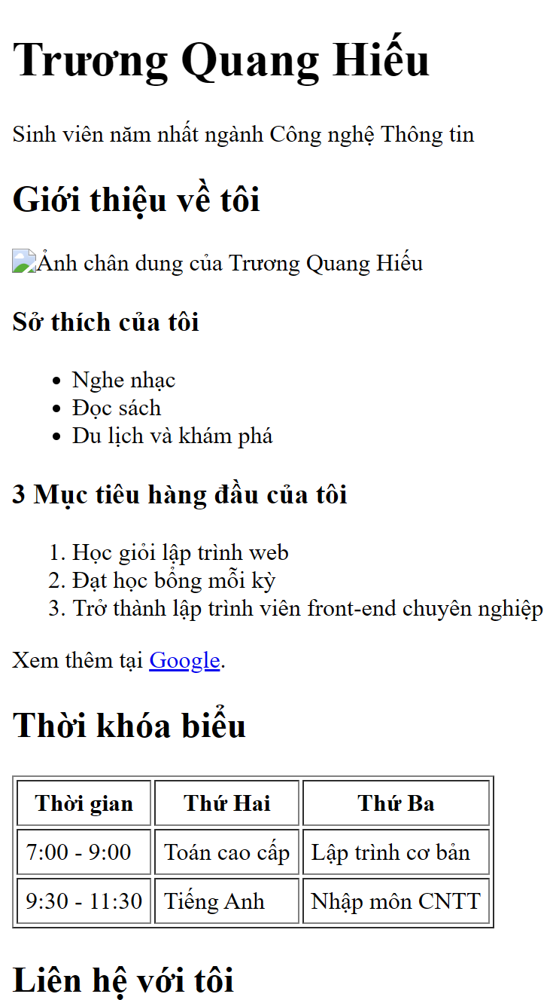 Trương Quang Hiếu
Sinh viên năm nhất ngành Công nghệ Thông tin
Giới thiệu về tôi
Ảnh chân dung của Trương Quang Hiếu
Sở thích của tôi
• Nghe nhạc
• Đọc sách
• Du lịch và khám phá
3 Mục tiêu hàng đầu của tôi
1. Học giỏi lập trình web
2. Đạt học bổng mỗi kỳ
3. Trở thành lập trình viên front-end chuyên nghiệp
Xem thêm tại Google.
Thời khóa biểu
Thời gian Thứ Hai Thứ Ba
7:00 - 9:00 Toán cao cấp Lập trình cơ bản
9:30 - 11:30 Tiếng Anh Nhập môn CNTT
Liên hệ với tôi